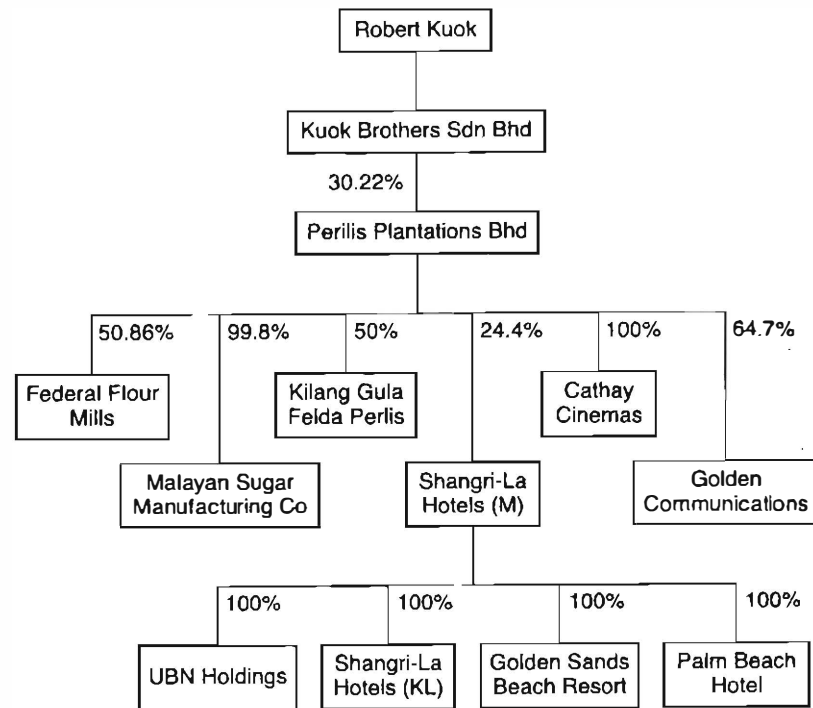 Robert Kuok
Kuok Brothers Sdn Bhd
30.22%
Perilis Plantations Bhd
50.86%
99.8%
50%
24.4%
100%
64.7%
Federal Flour
Mills
Kilang Gula
Felda Perlis
Cathay
Cinemas
Malayan Sugar
Manufacturing Co
Shangri-La
Hotels (M)
Golden
Communications
100%
100%
100%
100%
UBN Holdings
Shangri-La
Hotels (KL)
Golden Sands
Beach Resort
Palm Beach
Hotel